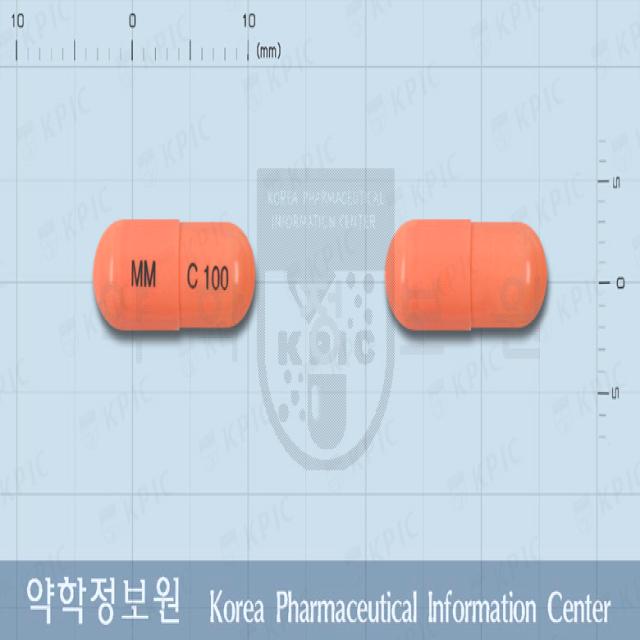 10 0 10
(mm)
KOREA PHARMACEUTICAL
INFORMATION CENTER
5
MM C 100
0
KPIC
5
약학정보원 Korea Pharmaceutical Information Center